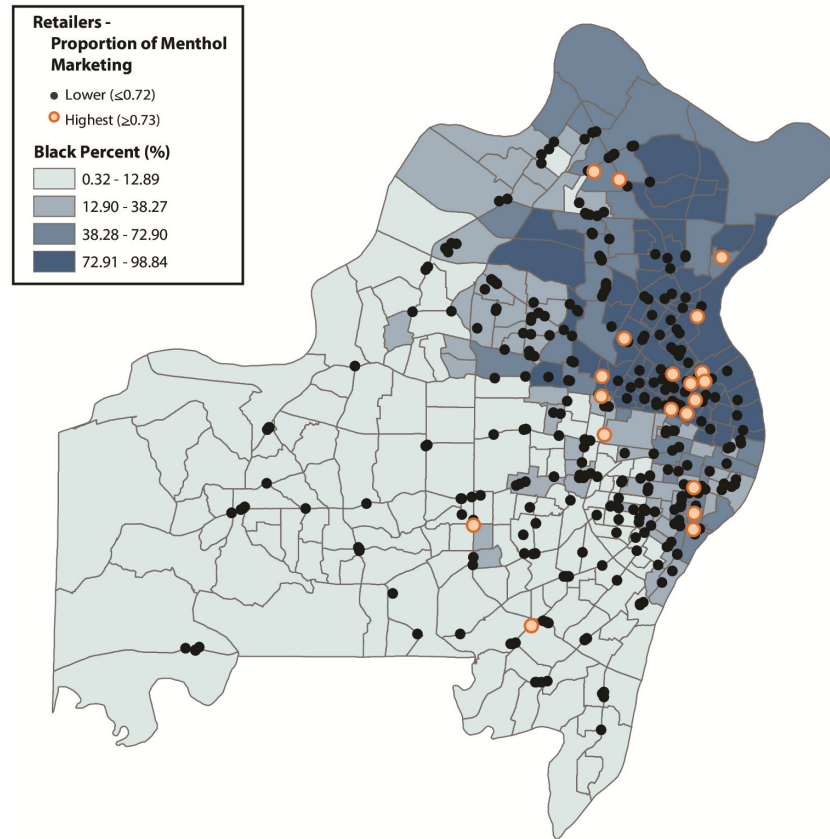 Retailers -
Proportion of Menthol
Marketing
Lower (≤0.72)
Highest (≥0.73)
Black Percent (%)
0.32 - 12.89
12.90 - 38.27
38.28 - 72.90
72.91 - 98.84